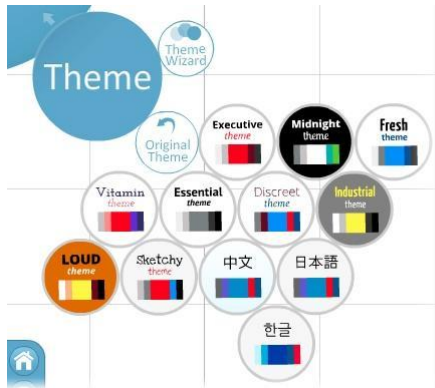 Theme
Theme
Wizard
Original
Theme
Executive
theme
Midnight
theme
Fresh
theme
Vitamin
theme
Essential
theme
Discreet
theme
Industrial
theme
LOUD
theme
Sketchy
theme
中文
日本語
한글